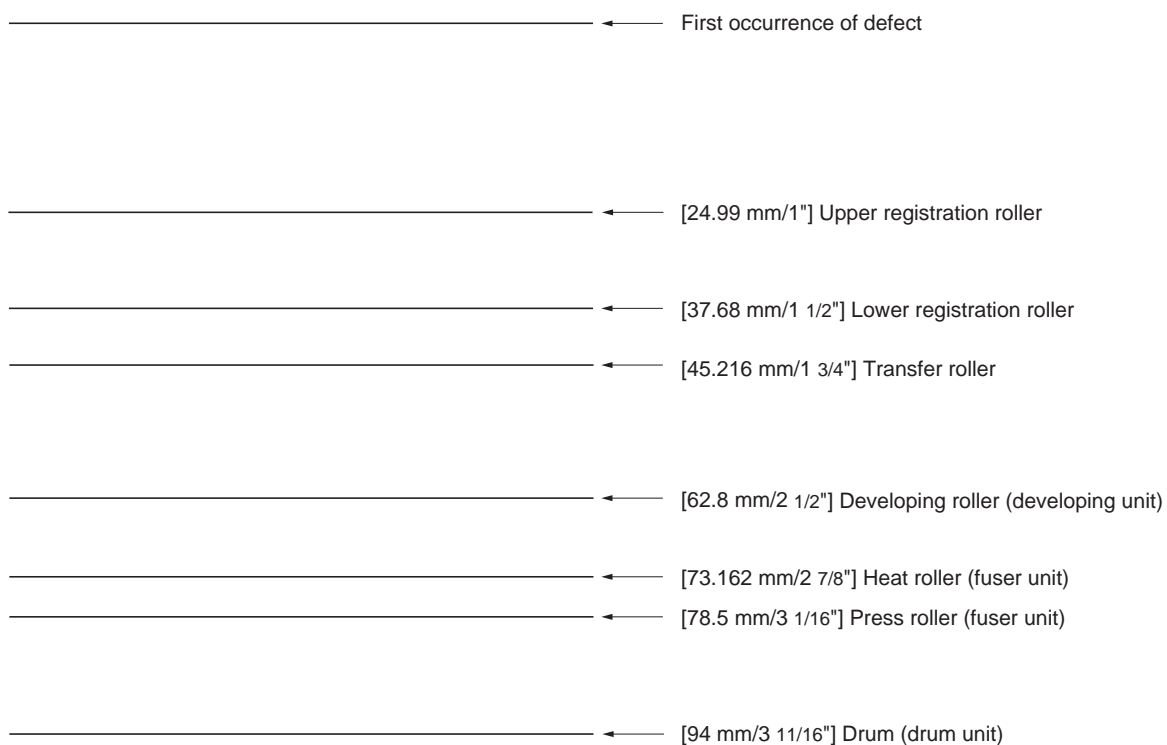 First occurrence of defect
[24.99 mm/1"] Upper registration roller
[37.68 mm/1 1/2"] Lower registration roller
[45.216 mm/1 3/4"] Transfer roller
[62.8 mm/2 1/2"] Developing roller (developing unit)
[73.162 mm/2 7/8"] Heat roller (fuser unit)
[78.5 mm/3 1/16"] Press roller (fuser unit)
[94 mm/3 11/16"] Drum (drum unit)